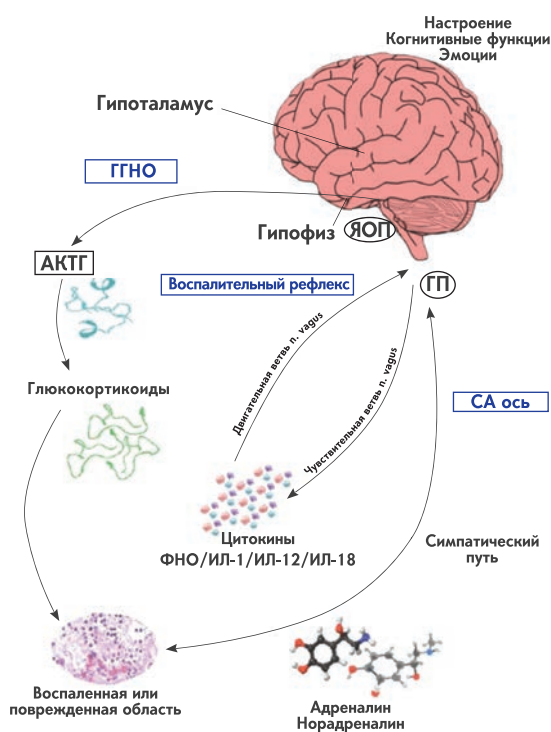 Настроение
Когнитивные функции
Эмоции
Гипоталамус
ГГНО
Гипофиз
ЯОП
АКТГ
Воспалительный рефлекс
ГП
Двигательная ветвь n. vagus
Чувствительная ветвь n. vagus
Глюкокортикоиды
СА ось
Цитокины
ФНО/ИЛ-1/ИЛ-12/ИЛ-18
Симпатический
путь
Воспаленная или
поврежденная область
Адреналин
Норадреналин